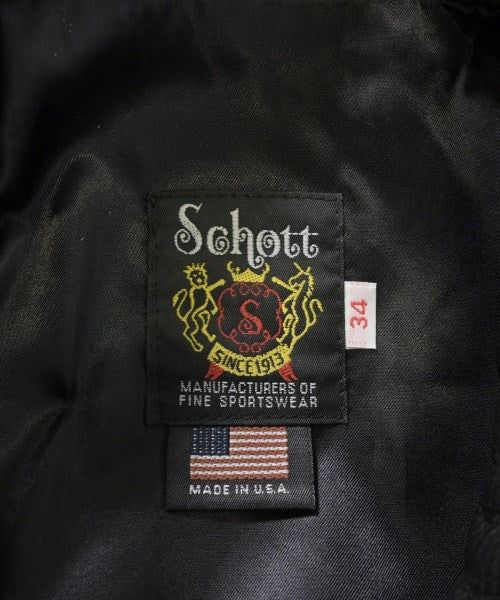 Schott
S
SINCE 1913
34
MANUFACTURERS OF
FINE SPORTSWEAR
MADE IN U.S.A.